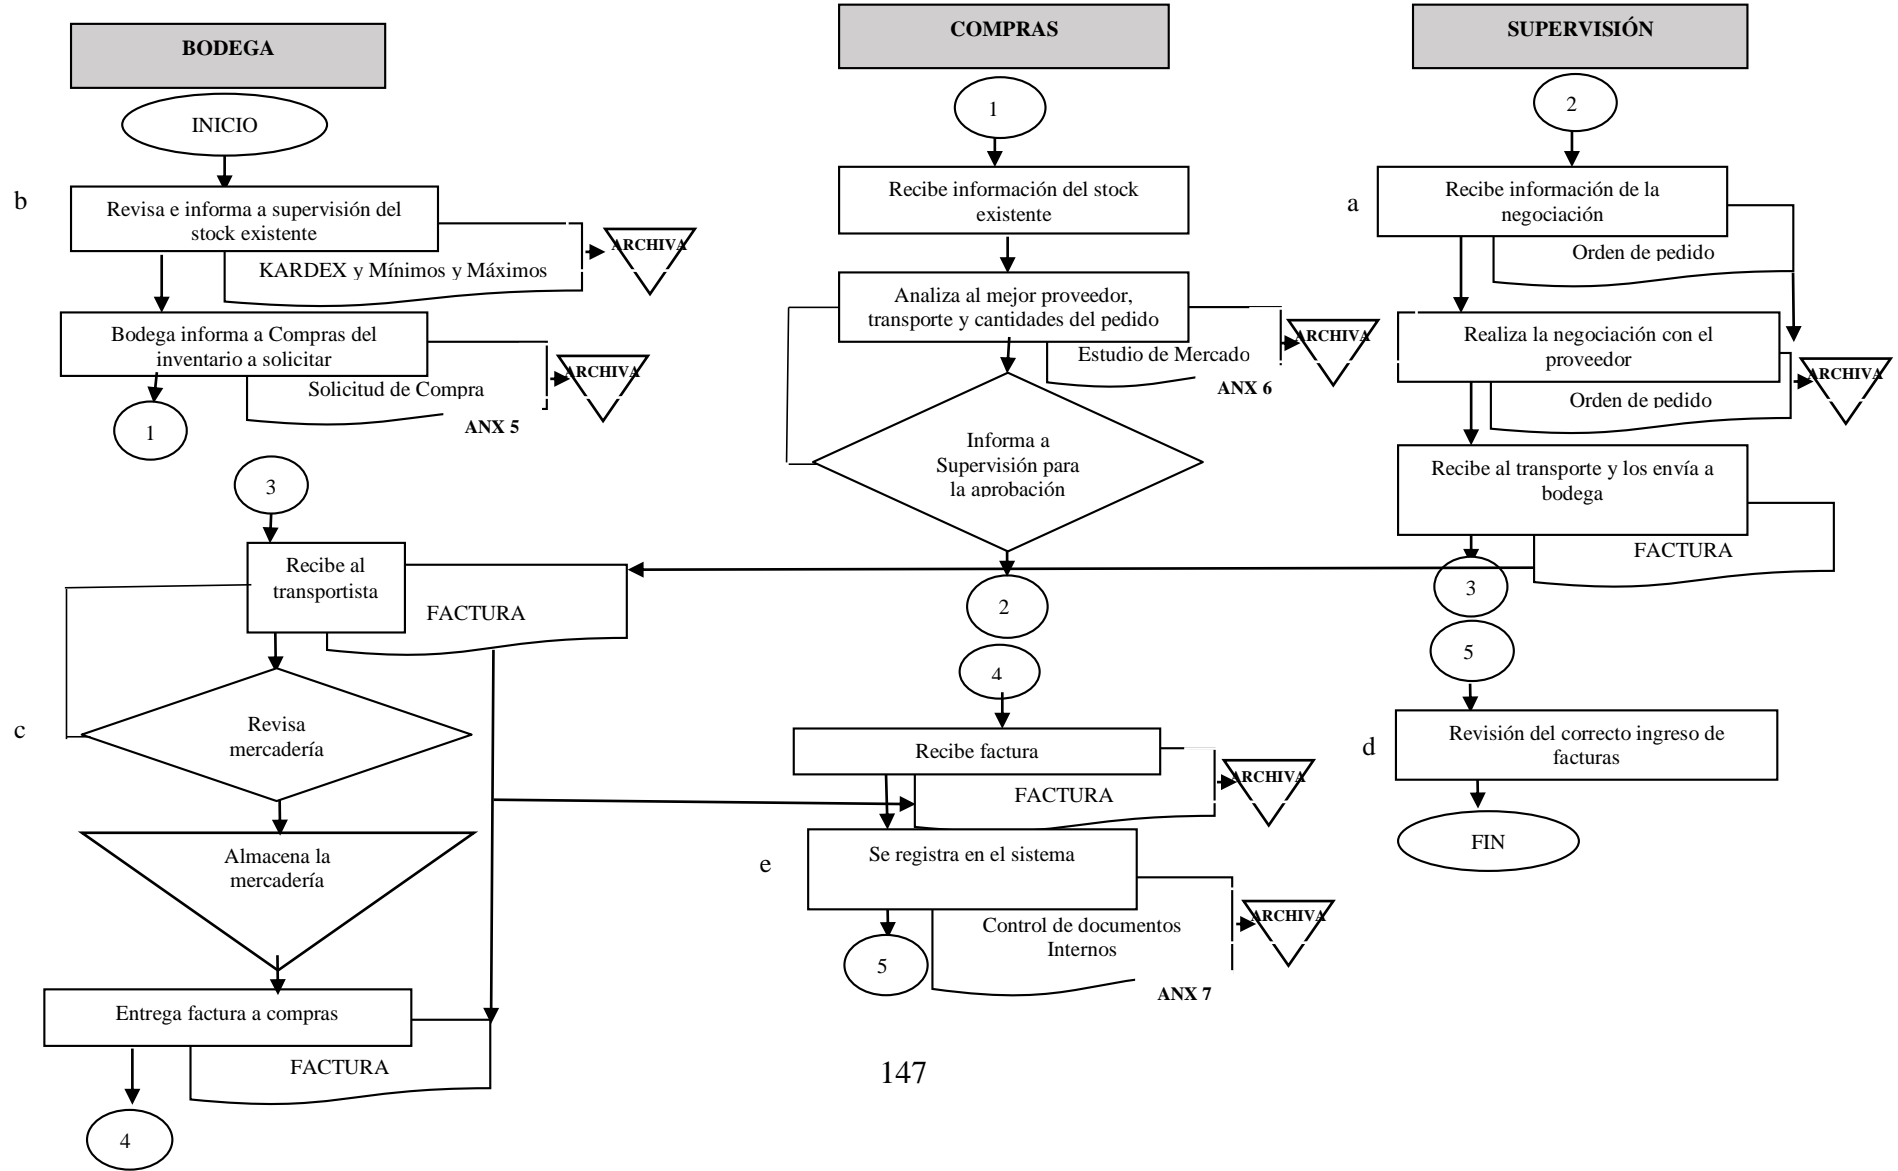 BODEGA
INICIO
b
Revisa e informa a supervisión del
stock existente
KARDEX y Mínimos y Máximos
ARCHIVA
Bodega informa a Compras del
inventario a solicitar
Solicitud de Compra
ANX 5
ARCHIVA
1
3
Recibe al
transportista
FACTURA
c
Revisa
mercadería
Almacena la
mercadería
Entrega factura a compras
FACTURA
4
COMPRAS
1
Recibe información del stock
existente
Analiza al mejor proveedor,
transporte y cantidades del pedido
Estudio de Mercado
ANX 6
ARCHIVA
Informa a
Supervisión para
la aprobación
2
4
Recibe factura
FACTURA
ARCHIVA
e
Se registra en el sistema
Control de documentos
Internos
ANX 7
ARCHIVA
5
SUPERVISIÓN
2
a
Recibe información de la
negociación
Orden de pedido
Realiza la negociación con el
proveedor
Orden de pedido
ARCHIVA
Recibe al transporte y los envía a
bodega
FACTURA
3
5
d
Revisión del correcto ingreso de
facturas
FIN
147